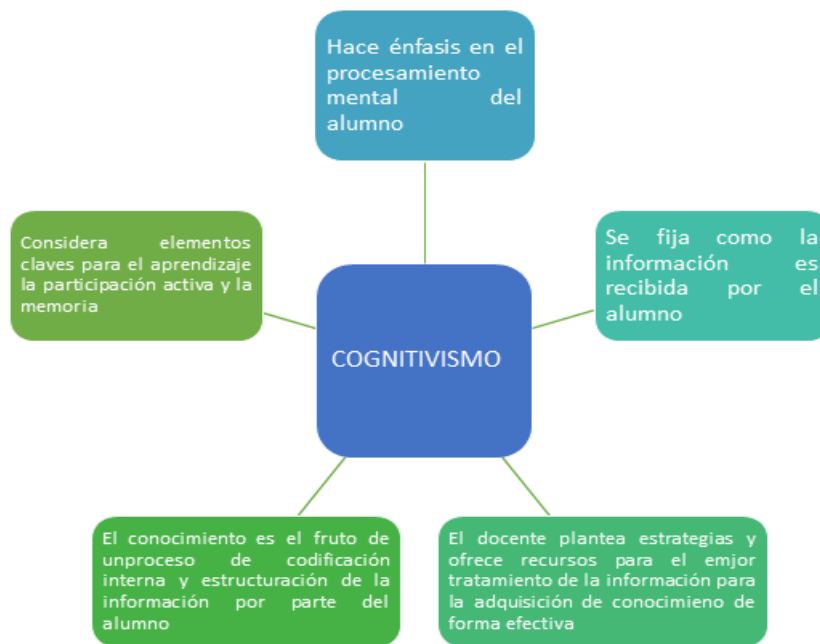 Hace énfasis en el
procesamiento
mental del
alumno
Considera elementos
claves para el aprendizaje
la participación activa y la
memoria
Se fija como la
información es
recibida por el
alumno
COGNITIVISMO
El conocimiento es el fruto de
unproceso de codificación
interna y estructuración de la
información por parte del
alumno
El docente plantea estrategias y
ofrece recursos para el emjor
tratamiento de la información para
la adquisición de conocimieno de
forma efectiva